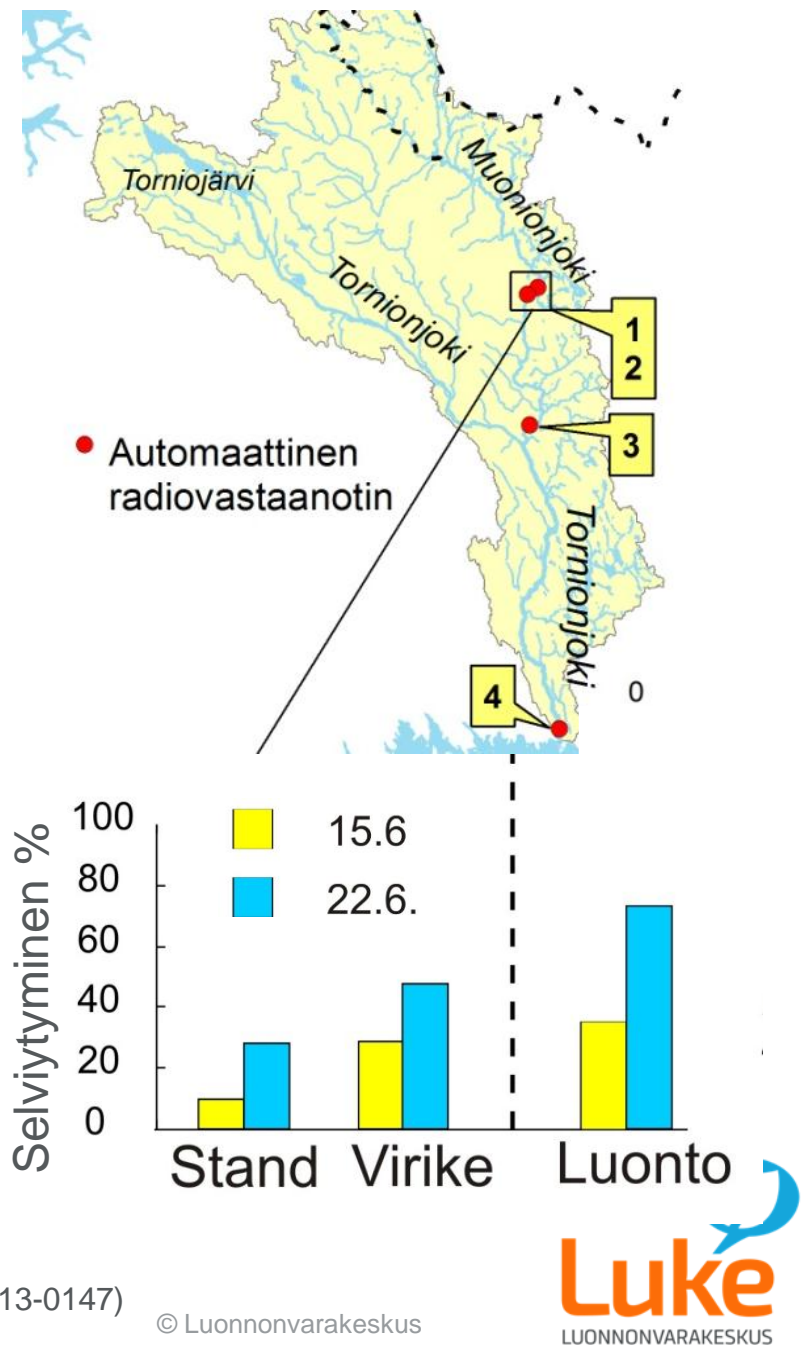 Torniojärvi
Muonionjoki
Tornionjoki
1
2
3
Automaattinen
radiovastaanotin
Tornionjoki
4
0
Selviytyminen %
100
80
60
40
20
0
15.6
22.6.
Stand
Virike
Luonto
13-0147)
© Luonnonvarakeskus
Luke
LUONNONVARAKESKUS